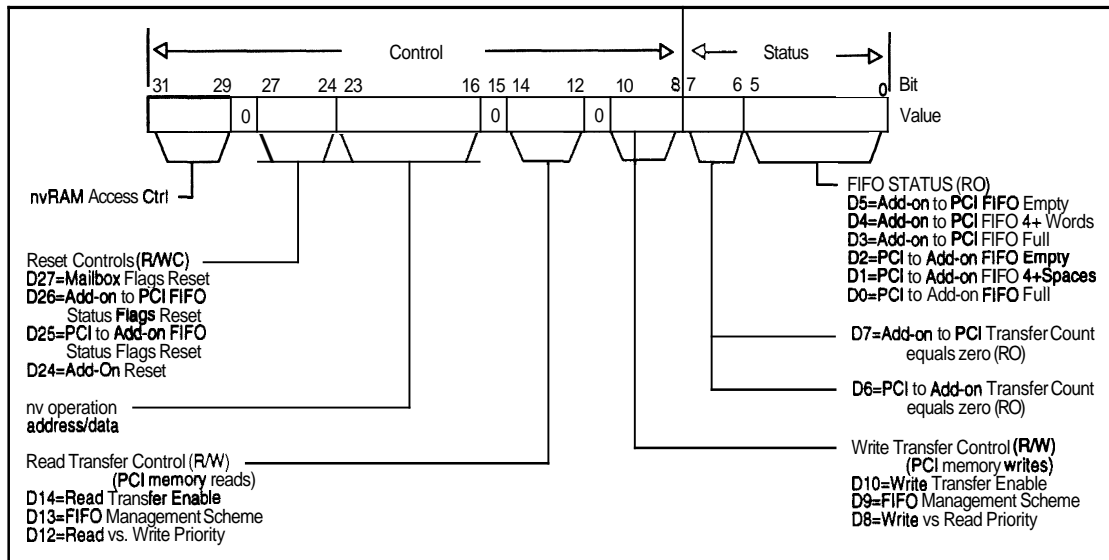 Control Status
31 29 27 24 23 16 15 14 12 10 8 7 6 5 0 Bit
0 0 0 Value
nvRAM Access Ctrl
Reset Controls (R/WC)
D27=Mailbox Flags Reset
D26=Add-on to PCI FIFO
Status Flags Reset
D25=PCI to Add-on FIFO
Status Flags Reset
D24=Add-On Reset
nv operation
address/data
Read Transfer Control (R/W)
(PCI memory reads)
D14=Read Transfer Enable
D13=FIFO Management Scheme
D12=Read vs. Write Priority
FIFO STATUS (RO)
D5=Add-on to PCI FIFO Empty
D4=Add-on to PCI FIFO 4+ Words
D3=Add-on to PCI FIFO Full
D2=PCI to Add-on FIFO Empty
D1=PCI to Add-on FIFO 4+Spaces
D0=PCI to Add-on FIFO Full
D7=Add-on to PCI Transfer Count
equals zero (RO)
D6=PCI to Add-on Transfer Count
equals zero (RO)
Write Transfer Control (R/W)
(PCI memory writes)
D10=Write Transfer Enable
D9=FIFO Management Scheme
D8=Write vs Read Priority